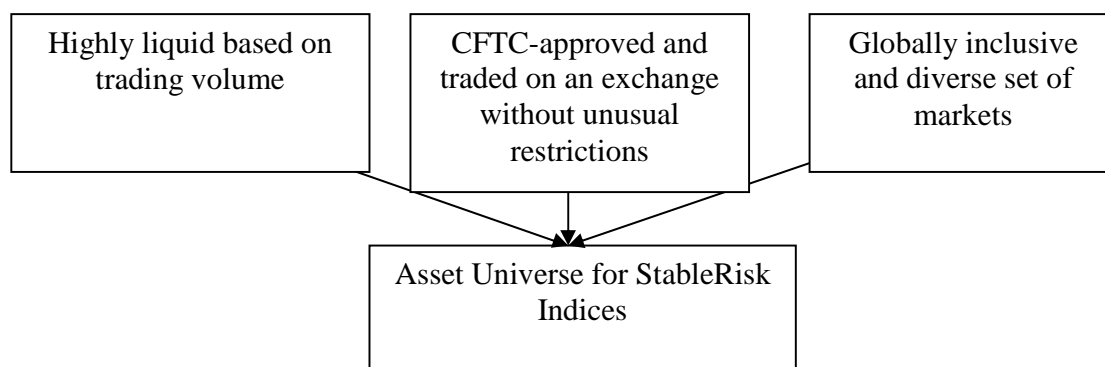 Highly liquid based on
trading volume
CFTC-approved and
traded on an exchange
without unusual
restrictions
Globally inclusive
and diverse set of
markets
Asset Universe for StableRisk
Indices